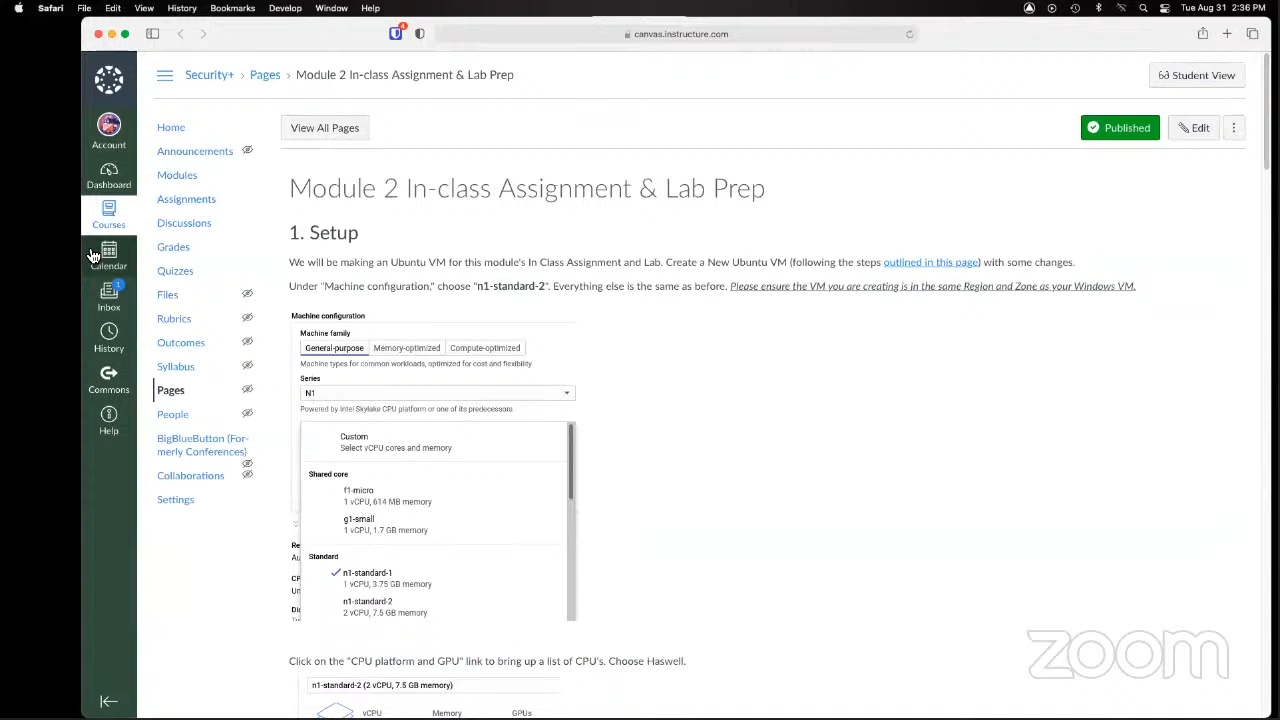 Safari File Edit View History Bookmarks Develop Window Help Tue Aug 31 2:36 PM
4
canvas.instructure.com
Security+ › Pages › Module 2 In-class Assignment & Lab Prep
Student View
Account
Dashboard
Courses
Calendar
1
Inbox
History
Commons
Help
Home
Announcements
Modules
Assignments
Discussions
Grades
Quizzes
Files
Rubrics
Outcomes
Syllabus
Pages
People
BigBlueButton (For-
merly Conferences)
Collaborations
Settings
View All Pages
Published
Edit
Module 2 In-class Assignment & Lab Prep
1. Setup
We will be making an Ubuntu VM for this module's In Class Assignment and Lab. Create a New Ubuntu VM (following the steps outlined in this page) with some changes.
Under "Machine configuration," choose "n1-standard-2". Everything else is the same as before. Please ensure the VM you are creating is in the same Region and Zone as your Windows VM.
Machine configuration
Machine family
General-purpose Memory-optimized Compute-optimized
Machine types for common workloads, optimized for cost and flexibility
Series
N1
Powered by Intel Skylake CPU platform or one of its predecessors
Custom
Select vCPU cores and memory
Shared core
f1-micro
1 vCPU, 614 MB memory
g1-small
1 vCPU, 1.7 GB memory
Standard
n1-standard-1
1 vCPU, 3.75 GB memory
n1-standard-2
2 vCPU, 7.5 GB memory
Click on the "CPU platform and GPU" link to bring up a list of CPU's. Choose Haswell.
n1-standard-2 (2 vCPU, 7.5 GB memory)
vCPU Memory GPUs
zoom